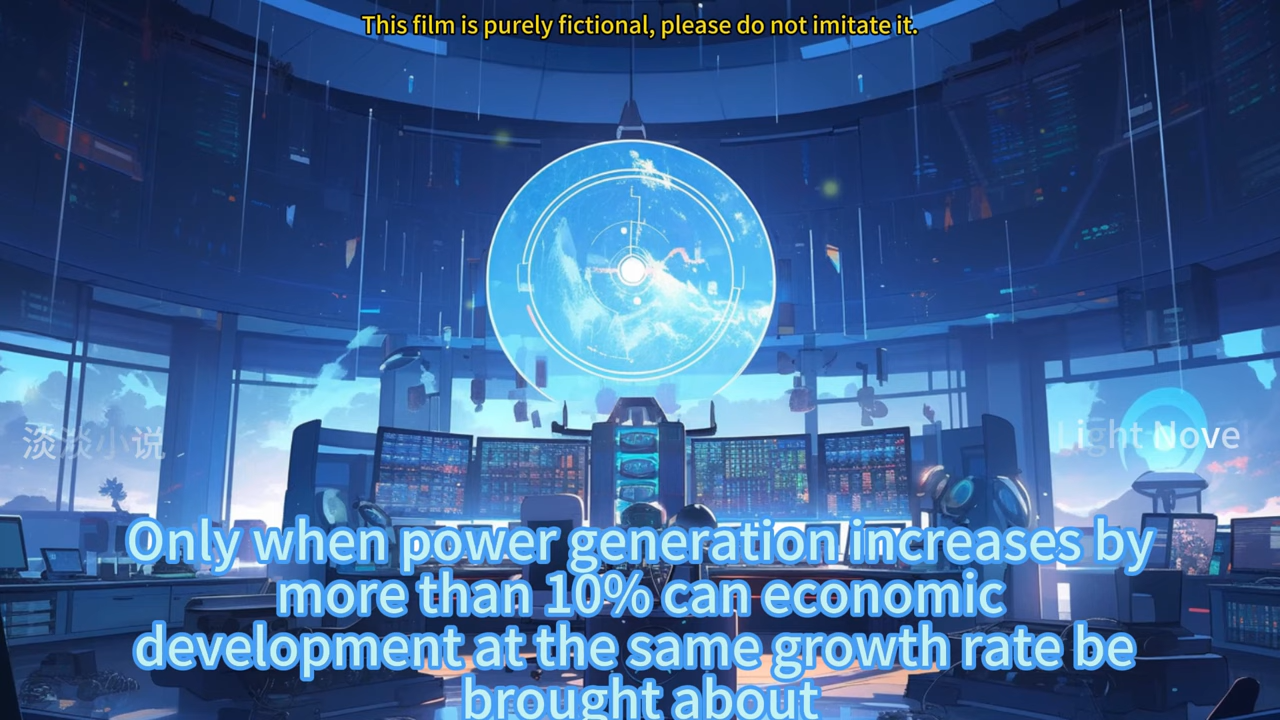 This film is purely fictional, please do not imitate it.
淡淡小说
Light Novel
Only when power generation increases by
more than 10% can economic
development at the same growth rate be
brought about